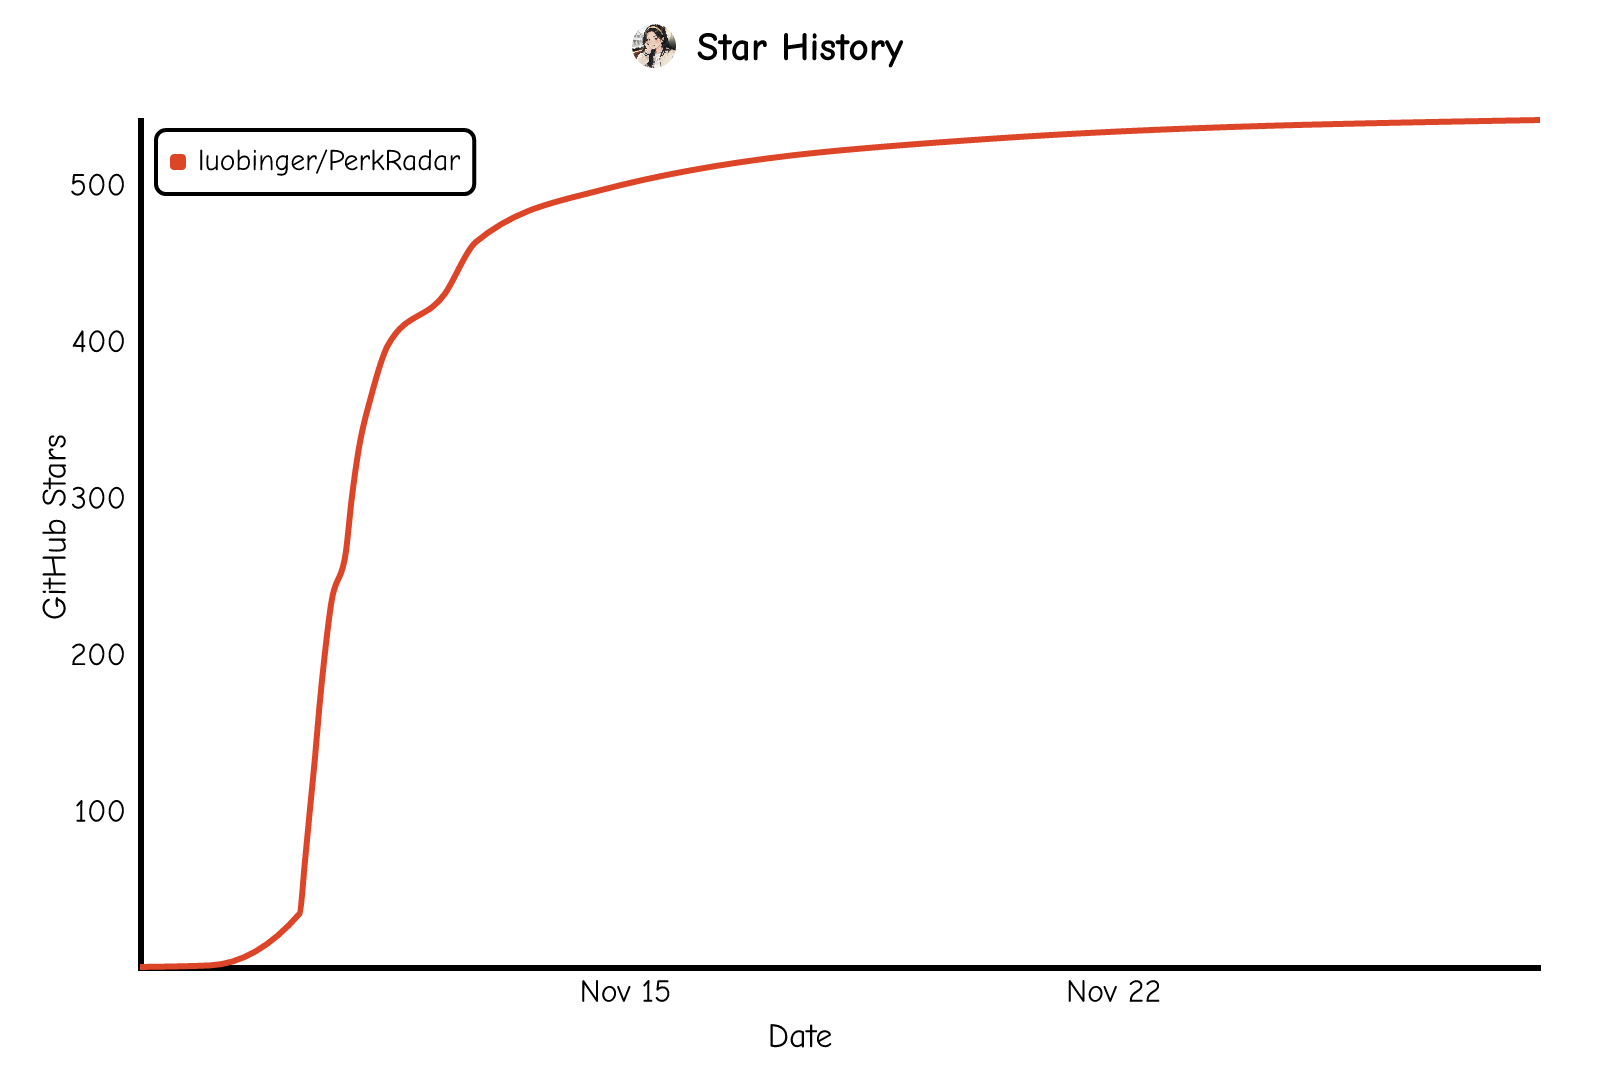 Star History
luobinger/PerkRadar
500
400
300
200
100
GitHub Stars
Nov 15
Nov 22
Date